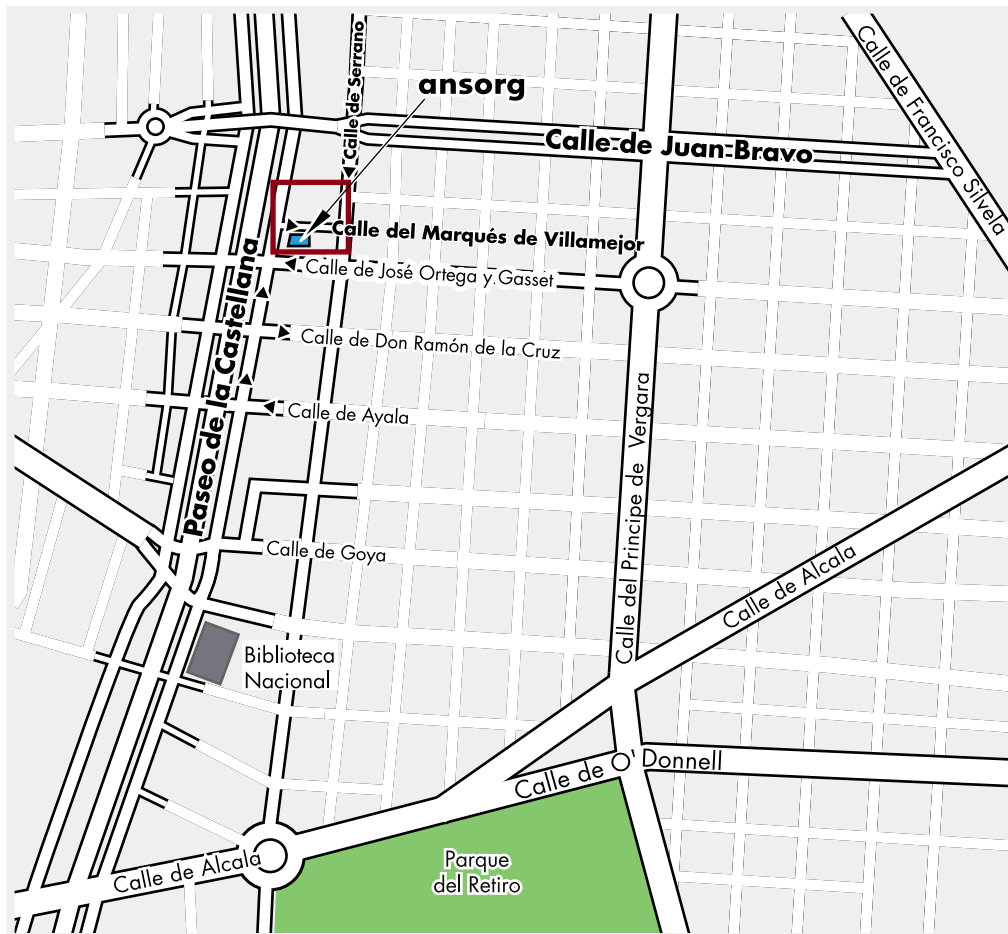 Calle de Serrano
ansorg
Calle de Francisco Silvela
Calle de Juan Bravo
Calle del Marqués de Villamejor
Calle de José Ortega y Gasset
Paseo de la Castellana
Calle de Don Ramón de la Cruz
Calle de Ayala
Calle del Principe de Vergara
Calle de Goya
Calle de Alcala
Biblioteca
Nacional
Calle de O' Donnell
Parque
del Retiro
Calle de Alcala